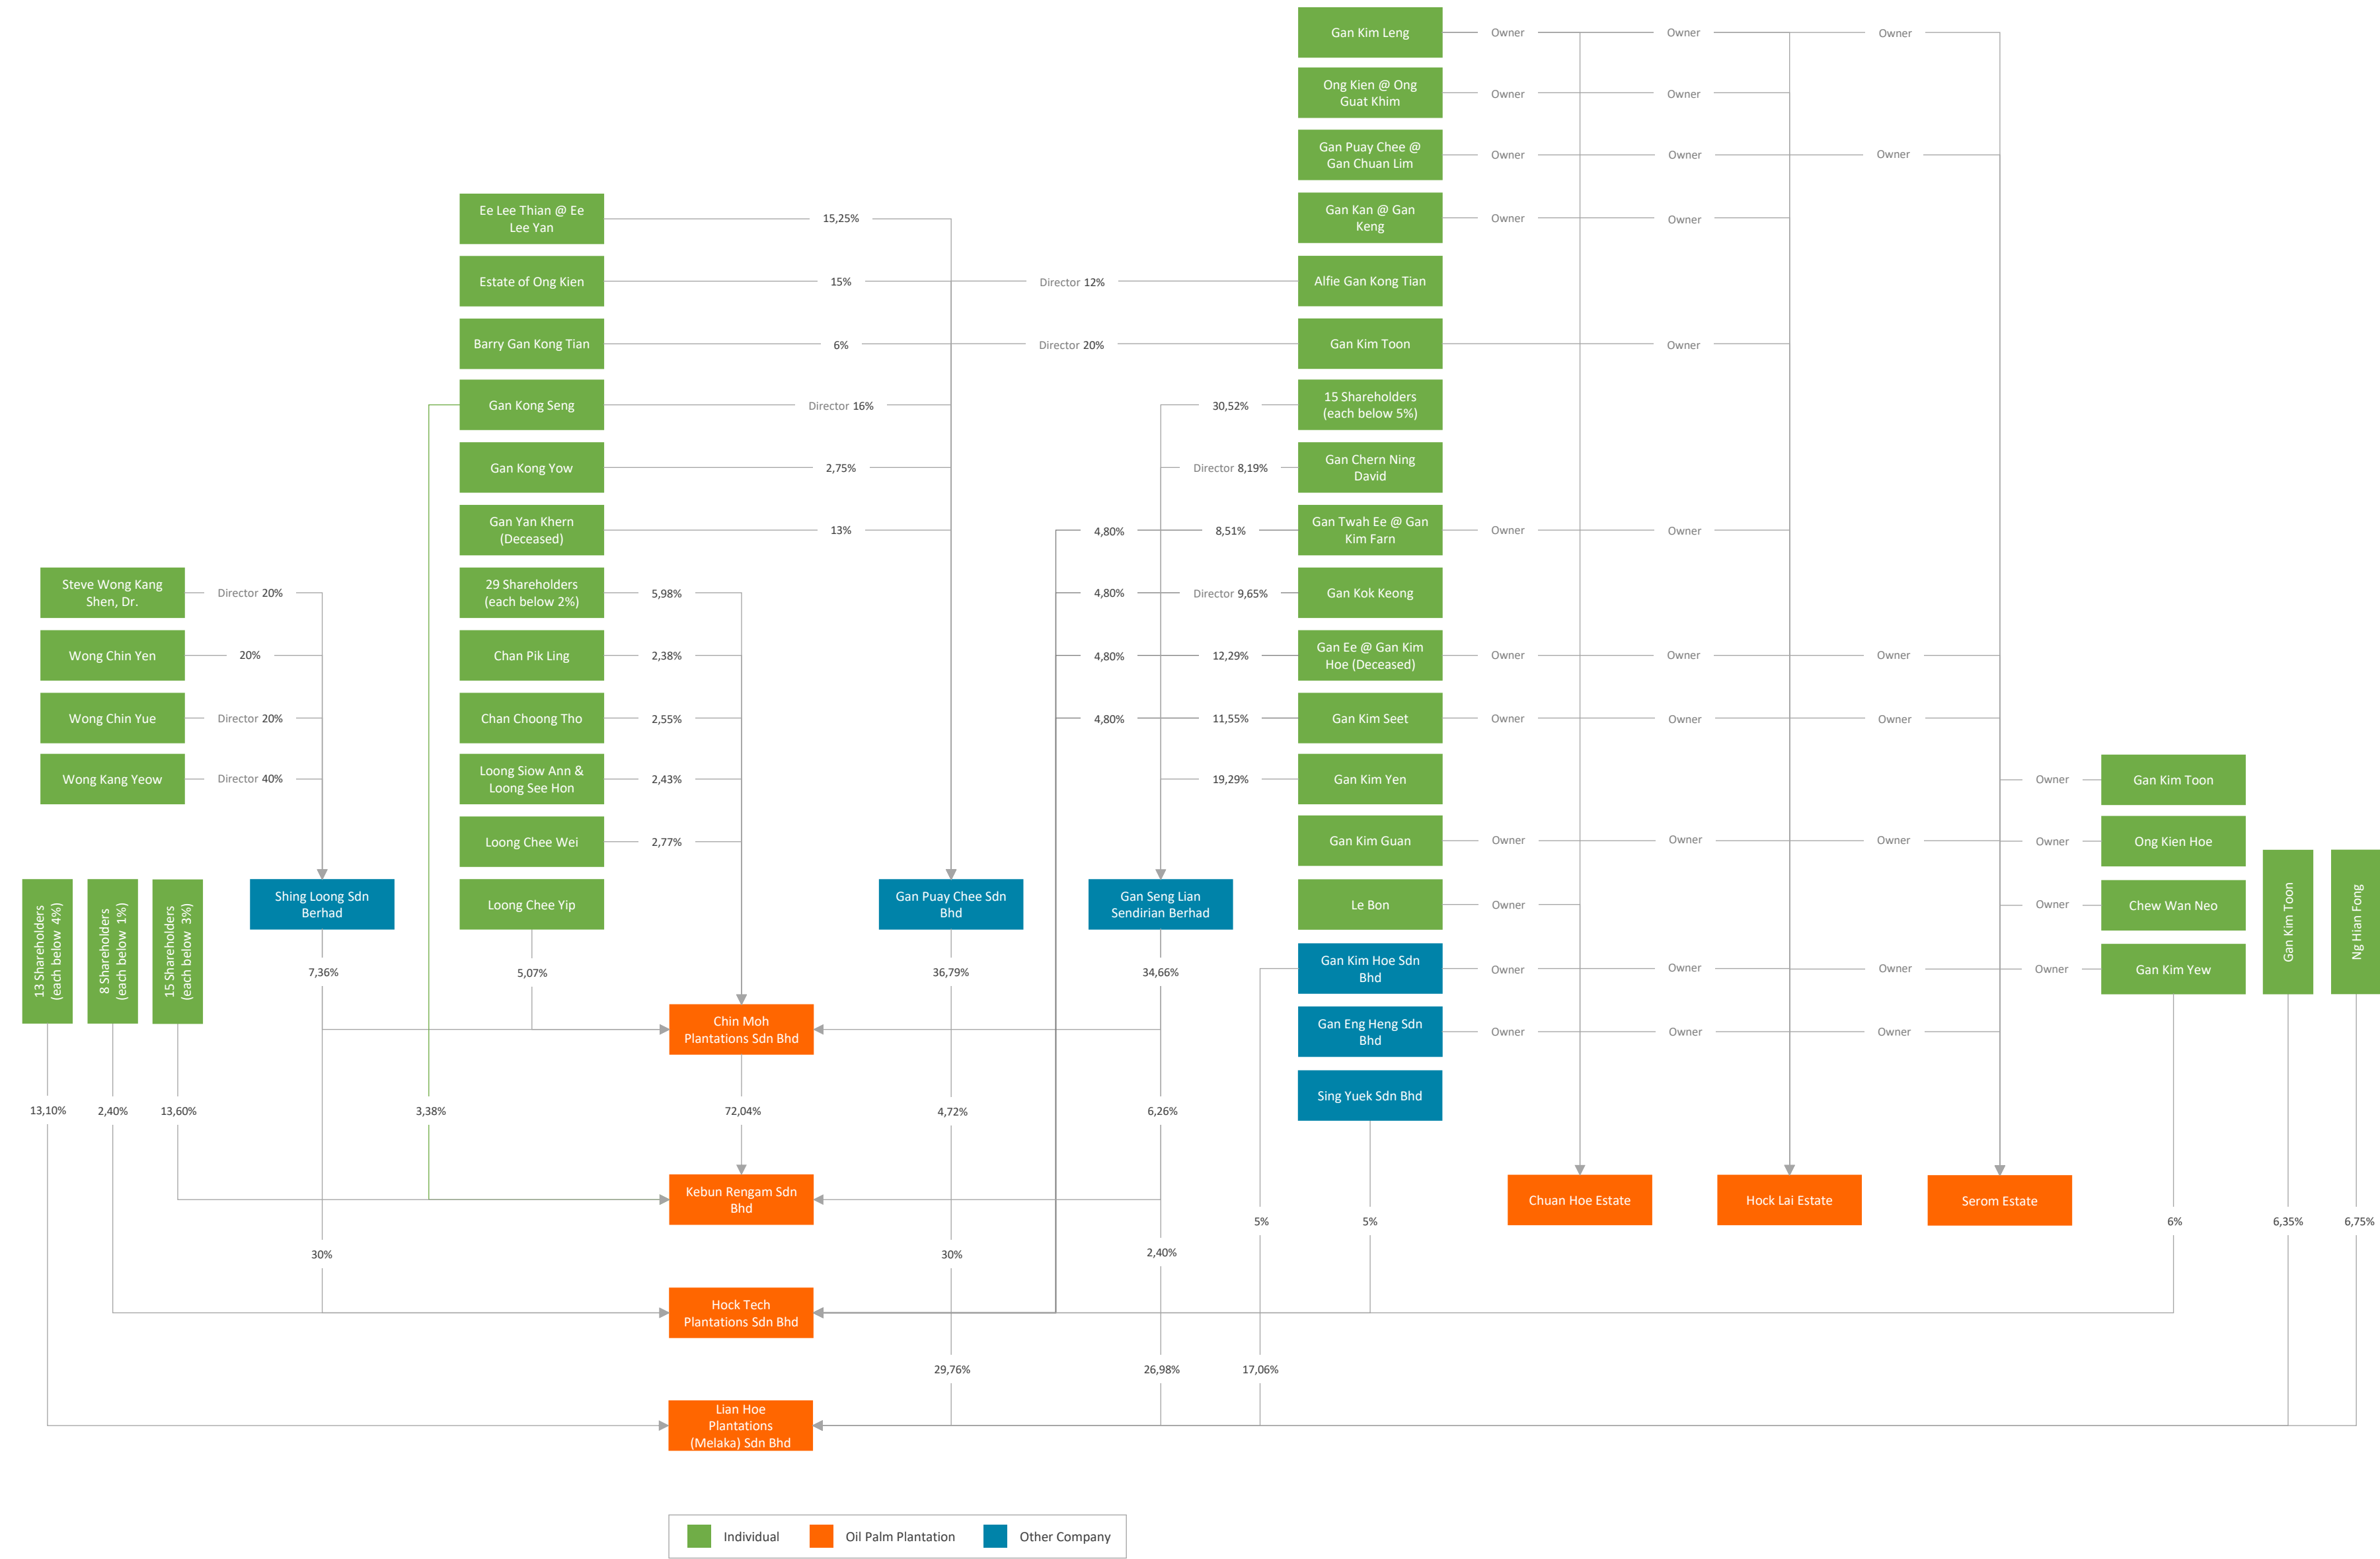 Gan Kim Leng
Owner
Owner
Owner
Ong Kien @ Ong
Guat Khim
Owner
Owner
Gan Puay Chee @
Gan Chuan Lim
Owner
Owner
Owner
Ee Lee Thian @ Ee
Lee Yan
15,25%
Gan Kan @ Gan
Keng
Owner
Owner
Estate of Ong Kien
15%
Director 12%
Alfie Gan Kong Tian
Barry Gan Kong Tian
6%
Director 20%
Gan Kim Toon
Owner
Gan Kong Seng
Director 16%
30,52%
15 Shareholders
(each below 5%)
Gan Kong Yow
2,75%
Director 8,19%
Gan Chern Ning
David
Gan Yan Khern
(Deceased)
13%
4,80%
8,51%
Gan Twah Ee @ Gan
Kim Farn
Owner
Owner
Steve Wong Kang
Shen, Dr.
Director 20%
29 Shareholders
(each below 2%)
5,98%
4,80%
Director 9,65%
Gan Kok Keong
Wong Chin Yen
20%
Chan Pik Ling
2,38%
4,80%
12,29%
Gan Ee @ Gan Kim
Hoe (Deceased)
Owner
Owner
Owner
Wong Chin Yue
Director 20%
Chan Choong Tho
2,55%
4,80%
11,55%
Gan Kim Seet
Owner
Owner
Owner
Wong Kang Yeow
Director 40%
Loong Siow Ann &
Loong See Hon
2,43%
19,29%
Gan Kim Yen
Owner
Gan Kim Toon
Loong Chee Wei
2,77%
Gan Kim Guan
Owner
Owner
Owner
Owner
Ong Kien Hoe
13 Shareholders
(each below 4%)
8 Shareholders
(each below 1%)
15 Shareholders
(each below 3%)
Shing Loong Sdn
Berhad
Loong Chee Yip
Gan Puay Chee Sdn
Bhd
Gan Seng Lian
Sendirian Berhad
Le Bon
Owner
Owner
Chew Wan Neo
Gan Kim Toon
Ng Hian Fong
7,36%
5,07%
36,79%
34,66%
Gan Kim Hoe Sdn
Bhd
Owner
Owner
Owner
Owner
Gan Kim Yew
Chin Moh
Plantations Sdn Bhd
Gan Eng Heng Sdn
Bhd
Owner
Owner
Owner
13,10%
2,40%
13,60%
3,38%
72,04%
4,72%
6,26%
Sing Yuek Sdn Bhd
Kebun Rengam Sdn
Bhd
Chuan Hoe Estate
Hock Lai Estate
Serom Estate
5%
5%
6%
6,35%
6,75%
30%
30%
2,40%
Hock Tech
Plantations Sdn Bhd
29,76%
26,98%
17,06%
Lian Hoe
Plantations
(Melaka) Sdn Bhd
Individual
Oil Palm Plantation
Other Company